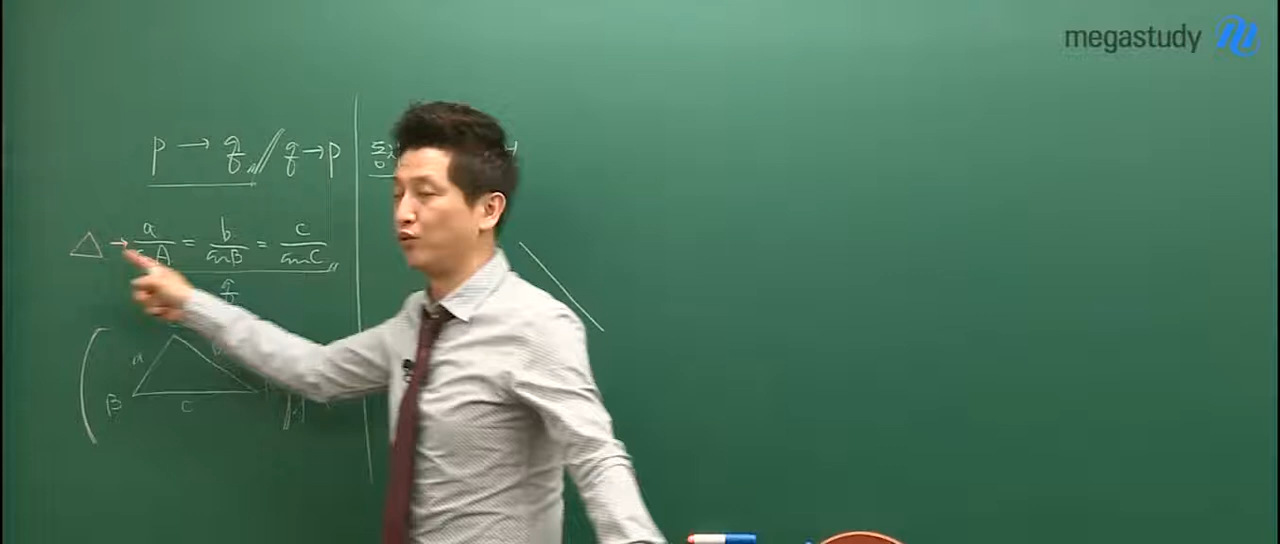 megastudy
p → q // q → p
△ → a/sinA = b/sinB = c/sinC
q
a
B
c